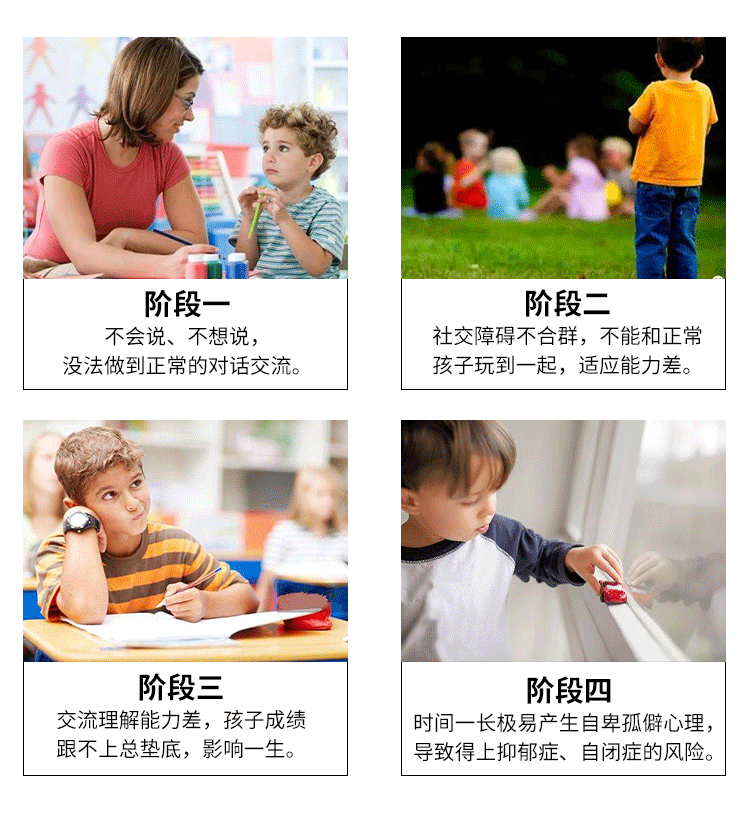 阶段一
不会说、不想说，
没法做到正常的对话交流。
阶段二
社交障碍不合群，不能和正常
孩子玩到一起，适应能力差。
阶段三
交流理解能力差，孩子成绩
跟不上总垫底，影响一生。
阶段四
时间一长极易产生自卑孤僻心理，
导致得上抑郁症、自闭症的风险。